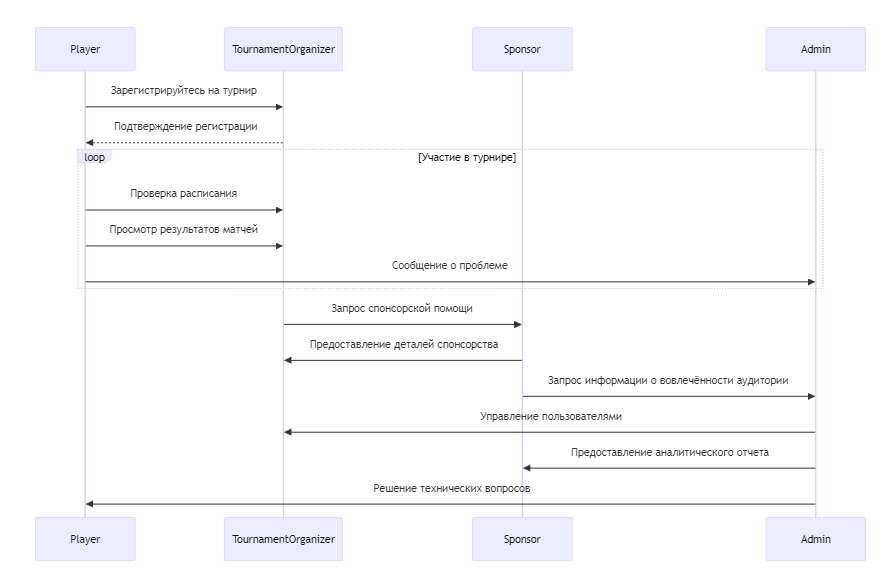 Player
TournamentOrganizer
Sponsor
Admin
Зарегистрируйтесь на турнир
Подтверждение регистрации
loop
[Участие в турнире]
Проверка расписания
Просмотр результатов матчей
Сообщение о проблеме
Запрос спонсорской помощи
Предоставление деталей спонсорства
Запрос информации о вовлечённости аудитории
Управление пользователями
Предоставление аналитического отчета
Решение технических вопросов
Player
TournamentOrganizer
Sponsor
Admin